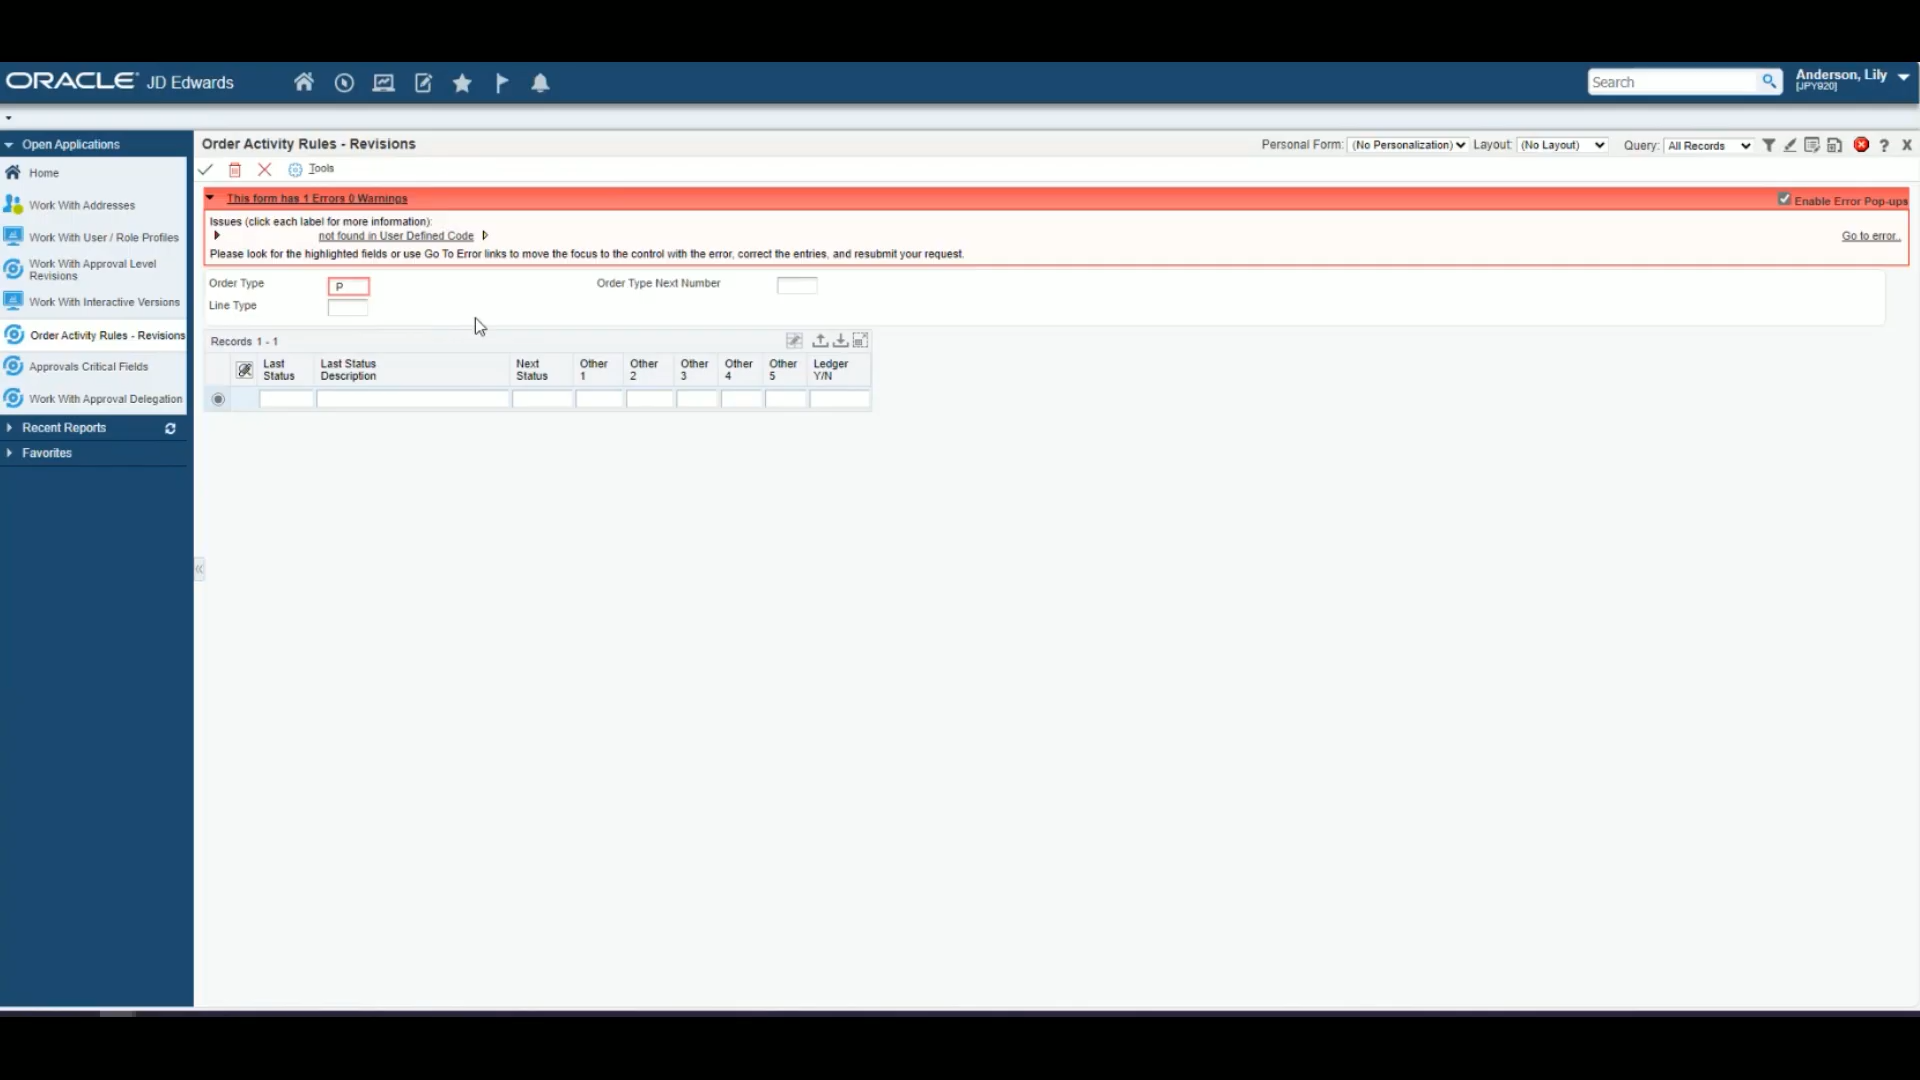 ORACLE JD Edwards
Search
Anderson, Lily
[JPY920]
Open Applications
Home
Work With Addresses
Work With User / Role Profiles
Work With Approval Level
Revisions
Work With Interactive Versions
Order Activity Rules - Revisions
Approvals Critical Fields
Work With Approval Delegation
Recent Reports
Favorites
Order Activity Rules - Revisions
Personal Form: (No Personalization) Layout: (No Layout) Query: All Records
Tools
This form has 1 Errors 0 Warnings
Enable Error Pop-ups
Issues (click each label for more information):
not found in User Defined Code
Go to error..
Please look for the highlighted fields or use Go To Error links to move the focus to the control with the error, correct the entries, and resubmit your request.
Order Type P Order Type Next Number
Line Type
Records 1 - 1
Last Status Last Status Description Next Status Other 1 Other 2 Other 3 Other 4 Other 5 Ledger Y/N